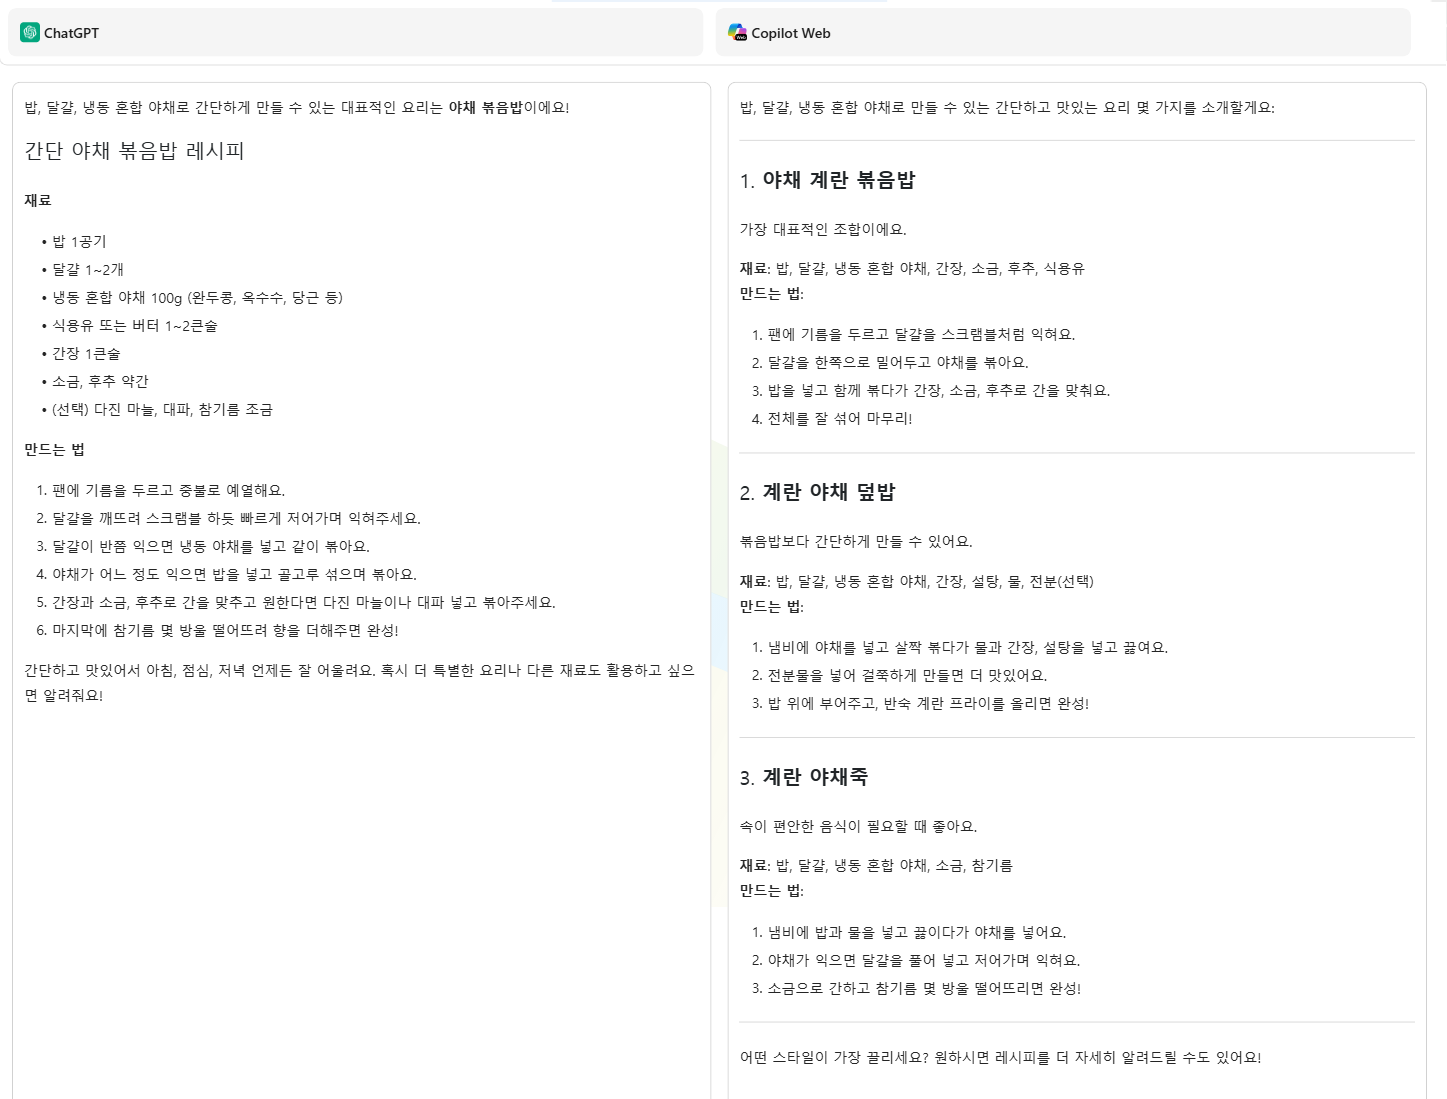 ChatGPT
Copilot Web
밥, 달걀, 냉동 혼합 야채로 간단하게 만들 수 있는 대표적인 요리는 야채 볶음밥이에요!
간단 야채 볶음밥 레시피
재료
• 밥 1공기
• 달걀 1~2개
• 냉동 혼합 야채 100g (완두콩, 옥수수, 당근 등)
• 식용유 또는 버터 1~2큰술
• 간장 1큰술
• 소금, 후추 약간
• (선택) 다진 마늘, 대파, 참기름 조금
만드는 법
1. 팬에 기름을 두르고 중불로 예열해요.
2. 달걀을 깨뜨려 스크램블 하듯 빠르게 저어가며 익혀주세요.
3. 달걀이 반쯤 익으면 냉동 야채를 넣고 같이 볶아요.
4. 야채가 어느 정도 익으면 밥을 넣고 골고루 섞으며 볶아요.
5. 간장과 소금, 후추로 간을 맞추고 원한다면 다진 마늘이나 대파 넣고 볶아주세요.
6. 마지막에 참기름 몇 방울 떨어뜨려 향을 더해주면 완성!
간단하고 맛있어서 아침, 점심, 저녁 언제든 잘 어울려요. 혹시 더 특별한 요리나 다른 재료도 활용하고 싶으
면 알려줘요!
밥, 달걀, 냉동 혼합 야채로 만들 수 있는 간단하고 맛있는 요리 몇 가지를 소개할게요:
1. 야채 계란 볶음밥
가장 대표적인 조합이에요.
재료: 밥, 달걀, 냉동 혼합 야채, 간장, 소금, 후추, 식용유
만드는 법:
1. 팬에 기름을 두르고 달걀을 스크램블처럼 익혀요.
2. 달걀을 한쪽으로 밀어두고 야채를 볶아요.
3. 밥을 넣고 함께 볶다가 간장, 소금, 후추로 간을 맞춰요.
4. 전체를 잘 섞어 마무리!
2. 계란 야채 덮밥
볶음밥보다 간단하게 만들 수 있어요.
재료: 밥, 달걀, 냉동 혼합 야채, 간장, 설탕, 물, 전분(선택)
만드는 법:
1. 냄비에 야채를 넣고 살짝 볶다가 물과 간장, 설탕을 넣고 끓여요.
2. 전분물을 넣어 걸쭉하게 만들면 더 맛있어요.
3. 밥 위에 부어주고, 반숙 계란 프라이를 올리면 완성!
3. 계란 야채죽
속이 편안한 음식이 필요할 때 좋아요.
재료: 밥, 달걀, 냉동 혼합 야채, 소금, 참기름
만드는 법:
1. 냄비에 밥과 물을 넣고 끓이다가 야채를 넣어요.
2. 야채가 익으면 달걀을 풀어 넣고 저어가며 익혀요.
3. 소금으로 간하고 참기름 몇 방울 떨어뜨리면 완성!
어떤 스타일이 가장 끌리세요? 원하시면 레시피를 더 자세히 알려드릴 수도 있어요!